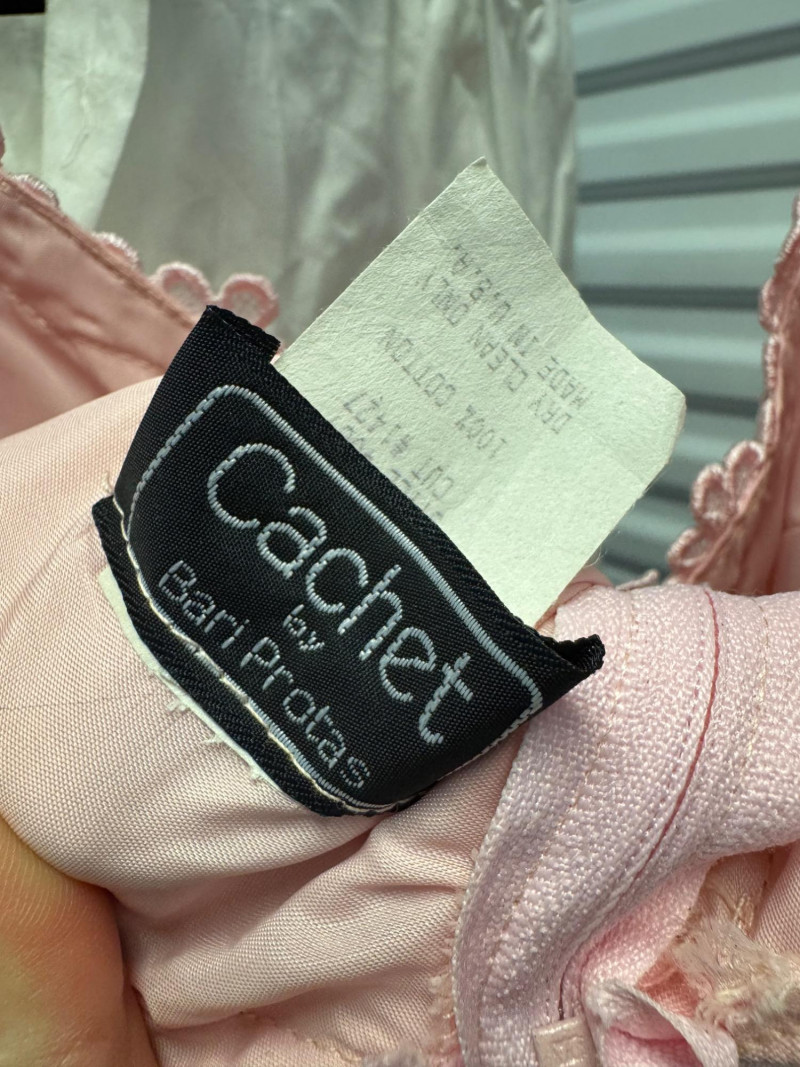 Cachet
by
Bari Protas
CUT #1427
100% COTTON
DRY CLEAN ONLY
MADE IN U.S.A.